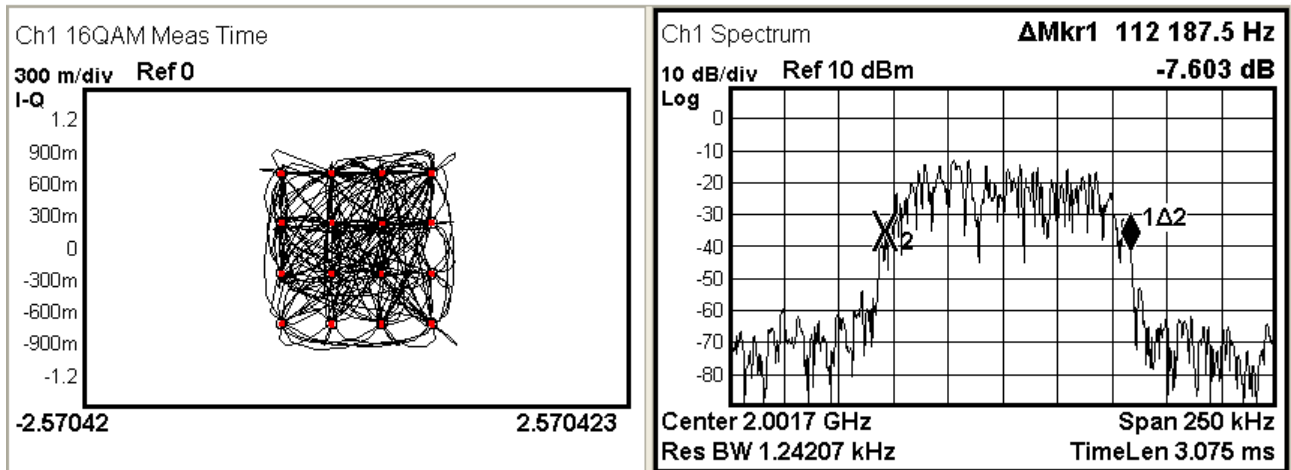 Ch1 16QAM Meas Time
300 m/div Ref 0
I-Q
1.2
900m
600m
300m
0
-300m
-600m
-900m
-1.2
-2.57042 2.570423
Ch1 Spectrum ΔMkr1 112 187.5 Hz
10 dB/div Ref 10 dBm -7.603 dB
Log
0
-10
-20
-30
-40
-50
-60
-70
-80
2
1Δ2
Center 2.0017 GHz Span 250 kHz
Res BW 1.24207 kHz TimeLen 3.075 ms